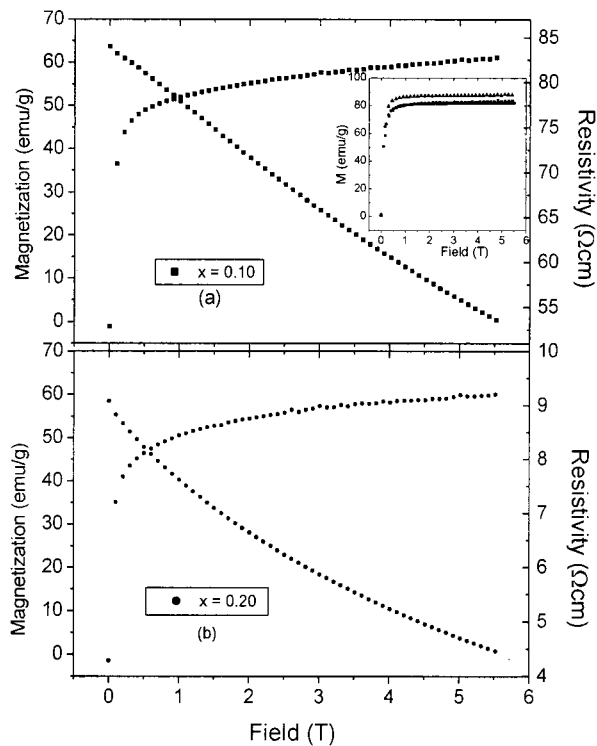 70
60
50
40
30
20
10
0
Magnetization (emu/g)
85
80
75
70
65
60
55
Resistivity (Ωcm)
100
80
60
40
20
0
M (emu/g)
0 1 2 3 4 5 6
Field (T)
x = 0.10
(a)
70
60
50
40
30
20
10
0
Magnetization (emu/g)
10
9
8
7
6
5
4
Resistivity (Ωcm)
x = 0.20
(b)
0 1 2 3 4 5 6
Field (T)